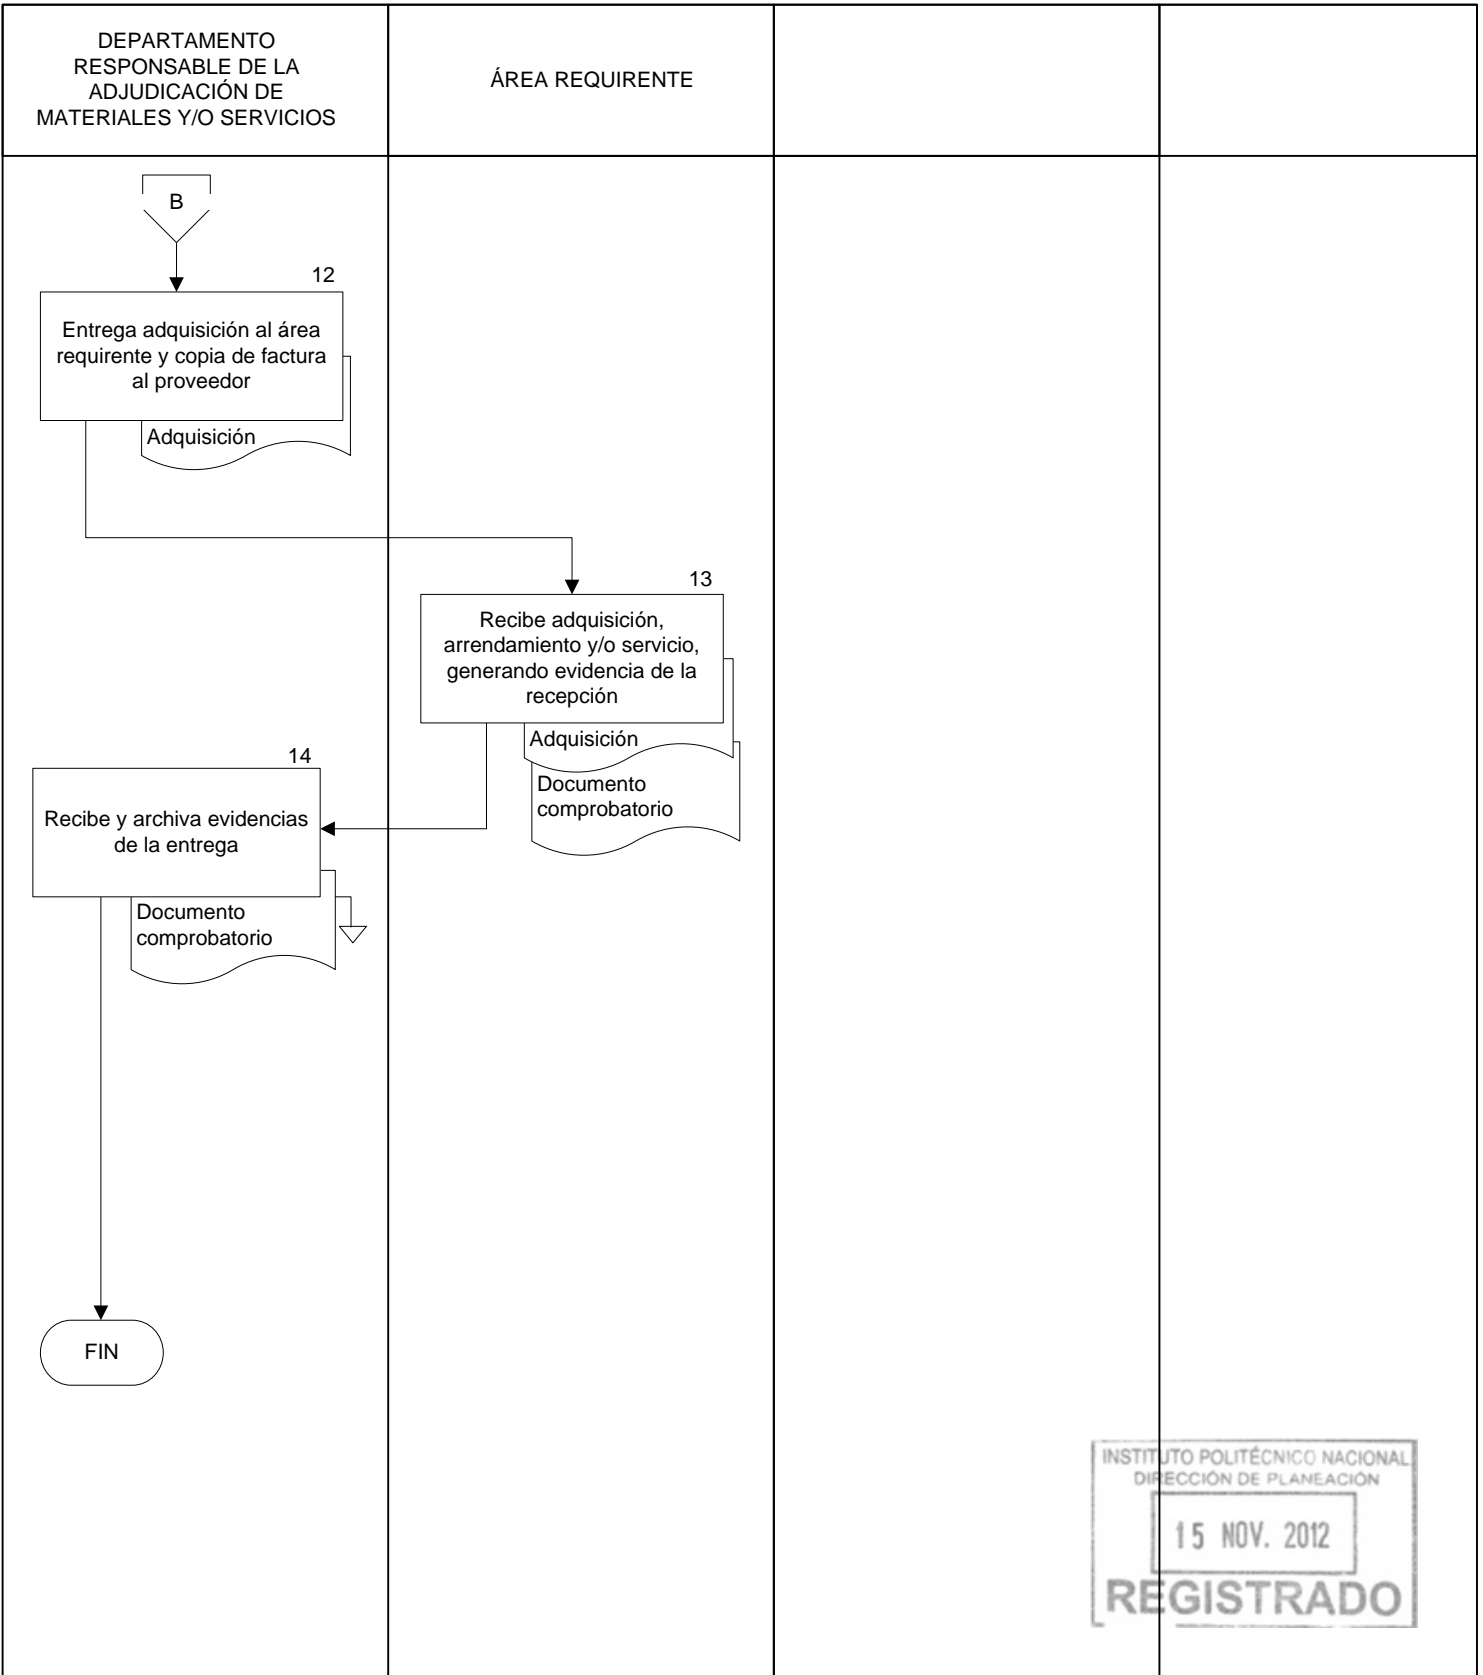 DEPARTAMENTO
RESPONSABLE DE LA
ADJUDICACIÓN DE
MATERIALES Y/O SERVICIOS
ÁREA REQUIRENTE
B
12
Entrega adquisición al área
requirente y copia de factura
al proveedor
Adquisición
13
Recibe adquisición,
arrendamiento y/o servicio,
generando evidencia de la
recepción
Adquisición
Documento
comprobatorio
14
Recibe y archiva evidencias
de la entrega
Documento
comprobatorio
FIN
INSTITUTO POLITÉCNICO NACIONAL
DIRECCIÓN DE PLANEACIÓN
15 NOV. 2012
REGISTRADO